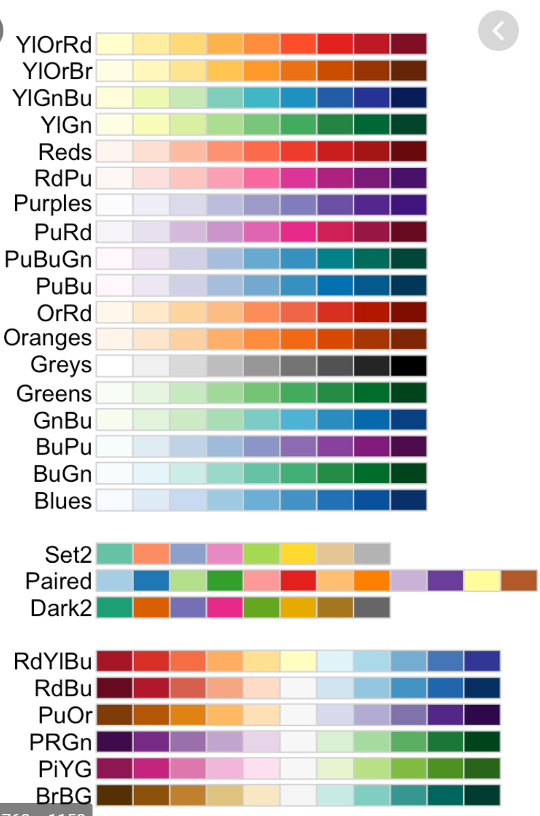 YlOrRd
YlOrBr
YlGnBu
YlGn
Reds
RdPu
Purples
PuRd
PuBuGn
PuBu
OrRd
Oranges
Greys
Greens
GnBu
BuPu
BuGn
Blues
Set2
Paired
Dark2
RdYlBu
RdBu
PuOr
PRGn
PiYG
BrBG